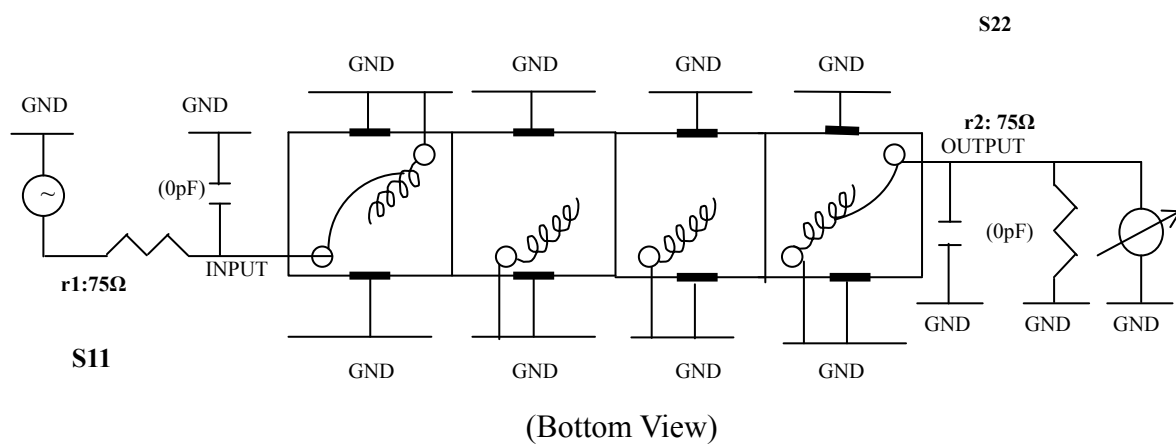 S22
GND
GND
GND
GND
GND
GND
r2: 75Ω
OUTPUT
(0pF)
~
(0pF)
INPUT
r1:75Ω
GND
GND
GND
S11
GND
GND
GND
GND
(Bottom View)